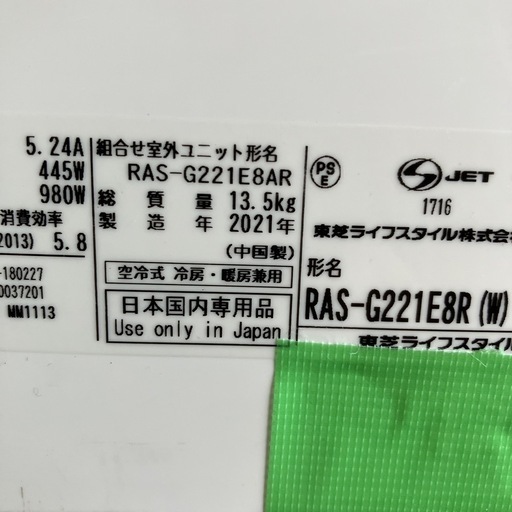 5.24A
445W
980W
消費効率
2013) 5.8
-180227
0037201
MM1113
組合せ室外ユニット形名
RAS-G221E8AR
総質量 13.5kg
製造年 2021年
(中国製)
空冷式 冷房・暖房兼用
日本国内専用品
Use only in Japan
PS
E
JET
1716
東芝ライフスタイル株式会
形名
RAS-G221E8R(W)
東芝ライフスタイル